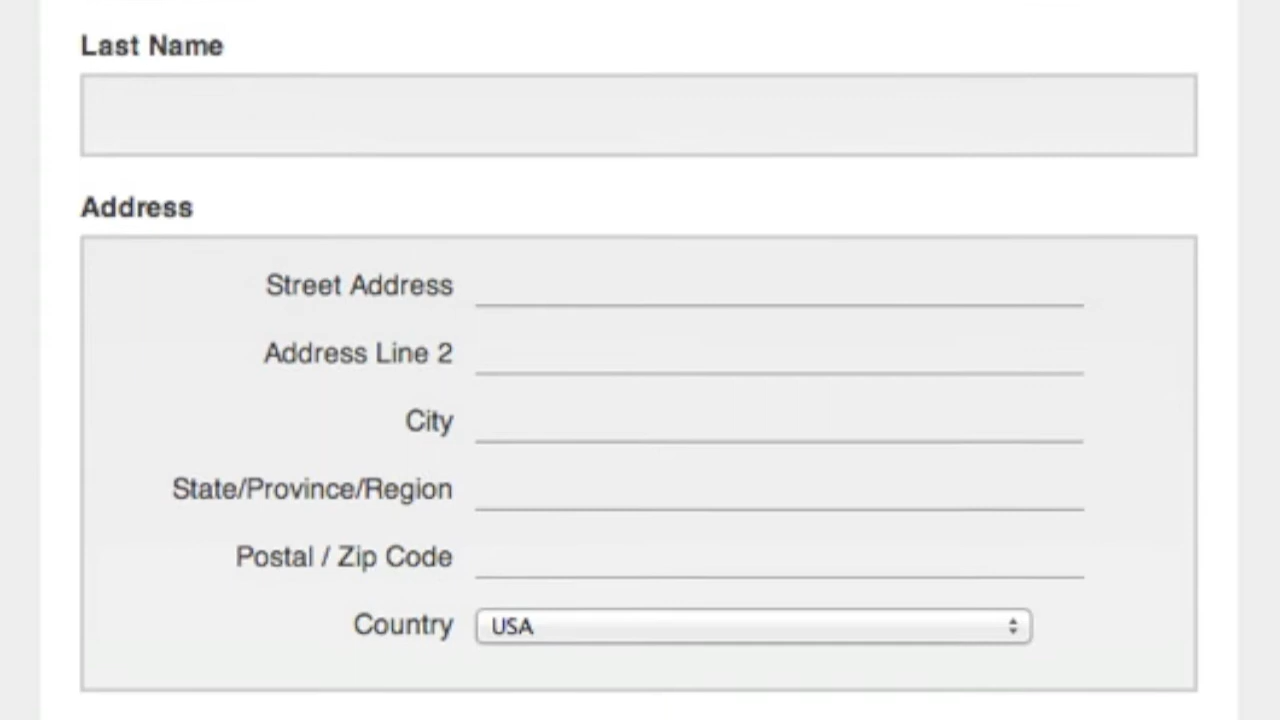 Last Name
Address
Street Address
Address Line 2
City
State/Province/Region
Postal / Zip Code
Country
USA